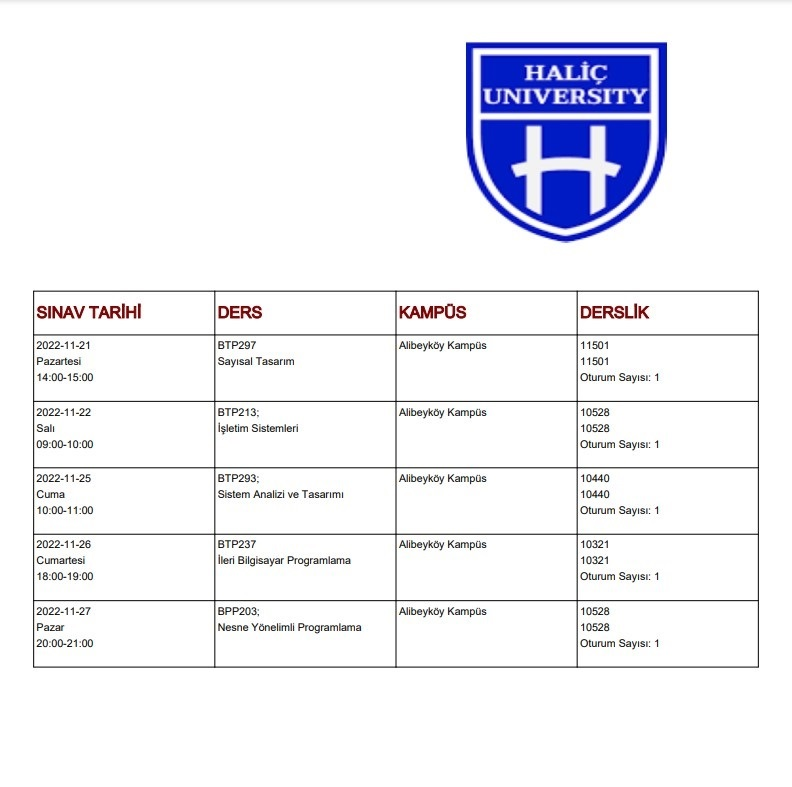 HALİÇ
UNIVERSITY
SINAV TARİHİ
DERS
KAMPÜS
DERSLİK
2022-11-21
Pazartesi
14:00-15:00
BTP297
Sayısal Tasarım
Alibeyköy Kampüs
11501
11501
Oturum Sayısı: 1
2022-11-22
Salı
09:00-10:00
BTP213;
İşletim Sistemleri
Alibeyköy Kampüs
10528
10528
Oturum Sayısı: 1
2022-11-25
Cuma
10:00-11:00
BTP293;
Sistem Analizi ve Tasarımı
Alibeyköy Kampüs
10440
10440
Oturum Sayısı: 1
2022-11-26
Cumartesi
18:00-19:00
BTP237
İleri Bilgisayar Programlama
Alibeyköy Kampüs
10321
10321
Oturum Sayısı: 1
2022-11-27
Pazar
20:00-21:00
BPP203;
Nesne Yönelimli Programlama
Alibeyköy Kampüs
10528
10528
Oturum Sayısı: 1